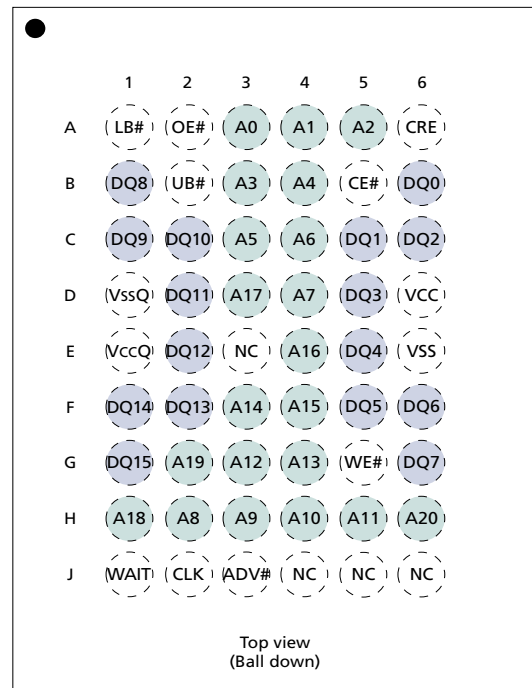 1 2 3 4 5 6
A LB# OE# A0 A1 A2 CRE
B DQ8 UB# A3 A4 CE# DQ0
C DQ9 DQ10 A5 A6 DQ1 DQ2
D VssQ DQ11 A17 A7 DQ3 VCC
E VccQ DQ12 NC A16 DQ4 VSS
F DQ14 DQ13 A14 A15 DQ5 DQ6
G DQ15 A19 A12 A13 WE# DQ7
H A18 A8 A9 A10 A11 A20
J WAIT CLK ADV# NC NC NC
Top view
(Ball down)